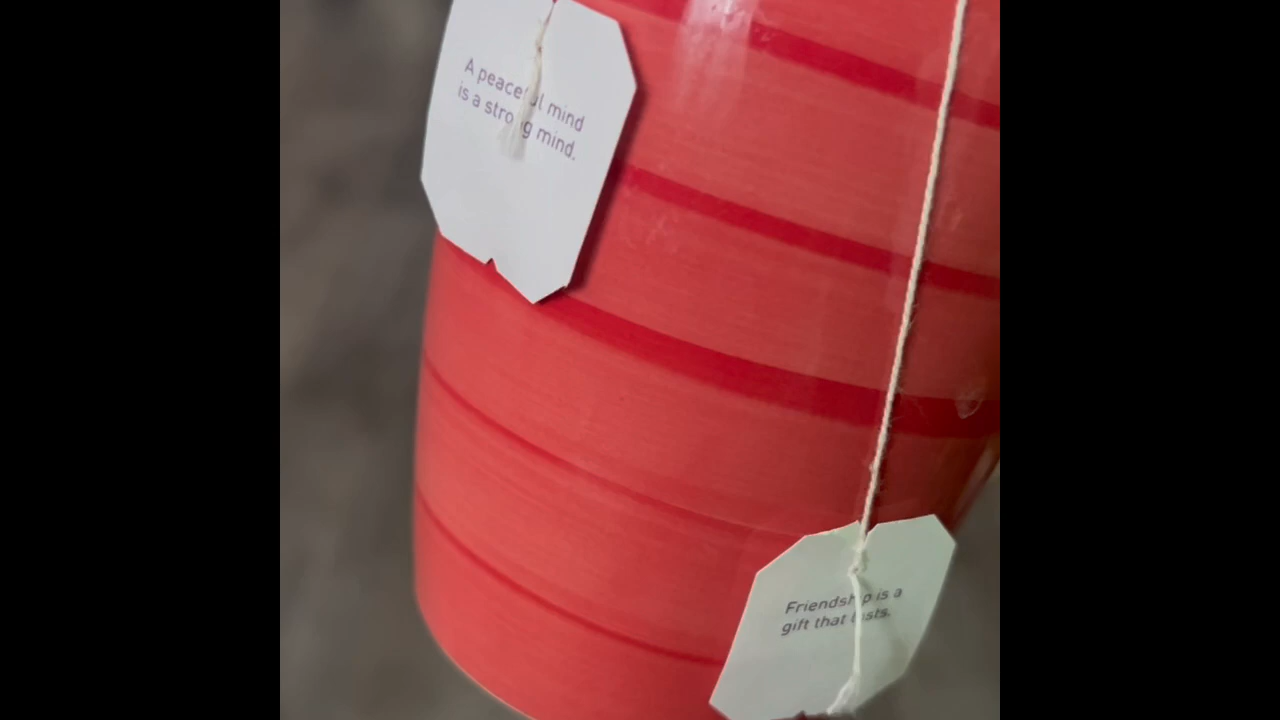 A peaceful mind
is a strong mind.
Friendship is a
gift that lasts.